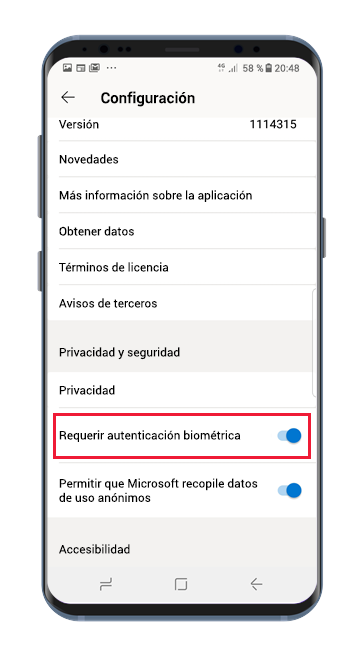 4G 58 % 20:48
Configuración
Versión 1114315
Novedades
Más información sobre la aplicación
Obtener datos
Términos de licencia
Avisos de terceros
Privacidad y seguridad
Privacidad
Requerir autenticación biométrica
Permitir que Microsoft recopile datos
de uso anónimos
Accesibilidad